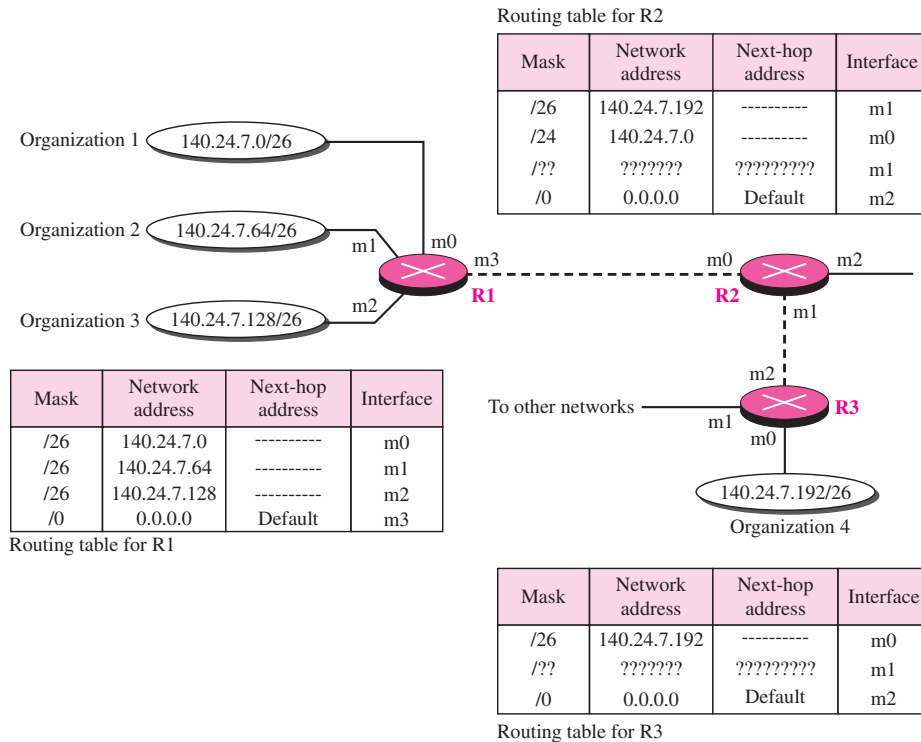 Routing table for R2
Mask Network address Next-hop address Interface
/26 140.24.7.192 ---------- m1
/24 140.24.7.0 ---------- m0
/?? ??????? ????????? m1
/0 0.0.0.0 Default m2
Organization 1 140.24.7.0/26
Organization 2 140.24.7.64/26
Organization 3 140.24.7.128/26
m1 m0
m2
m3
R1
m0 m2
R2
m1
m2
To other networks
m1
R3
m0
140.24.7.192/26
Organization 4
Mask Network address Next-hop address Interface
/26 140.24.7.0 ---------- m0
/26 140.24.7.64 ---------- m1
/26 140.24.7.128 ---------- m2
/0 0.0.0.0 Default m3
Routing table for R1
Mask Network address Next-hop address Interface
/26 140.24.7.192 ---------- m0
/?? ??????? ????????? m1
/0 0.0.0.0 Default m2
Routing table for R3